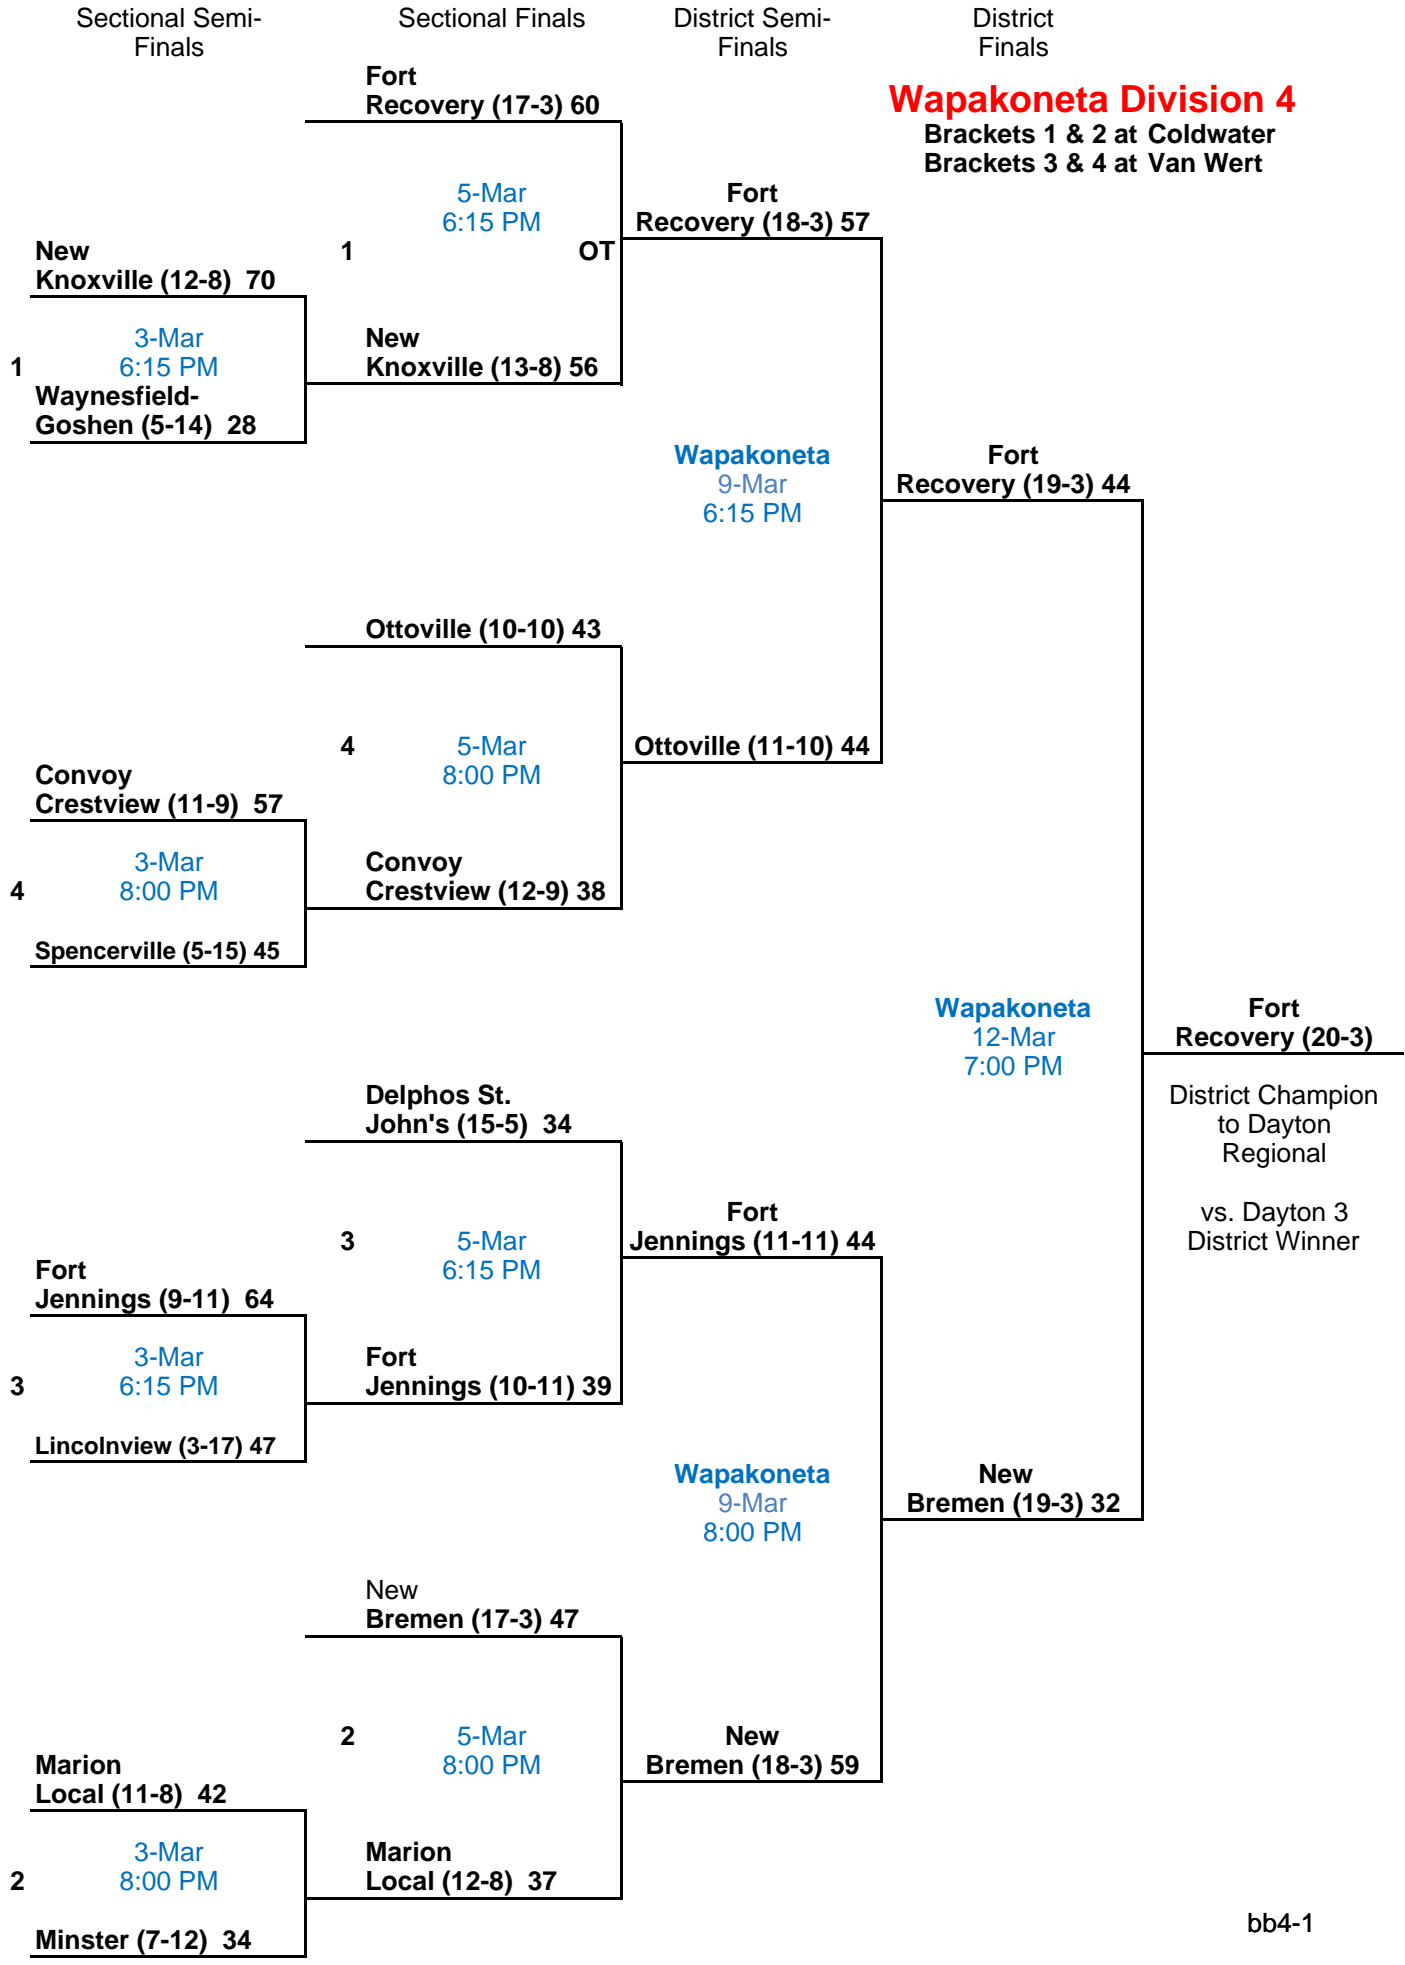 Sectional Semi-
Finals
Sectional Finals
District Semi-
Finals
District
Finals
Wapakoneta Division 4
Brackets 1 & 2 at Coldwater
Brackets 3 & 4 at Van Wert
Fort
Recovery (17-3) 60
5-Mar
6:15 PM
1
OT
New
Knoxville (12-8) 70
3-Mar
6:15 PM
1
Waynesfield-
Goshen (5-14) 28
New
Knoxville (13-8) 56
Fort
Recovery (18-3) 57
Wapakoneta
9-Mar
6:15 PM
Fort
Recovery (19-3) 44
Ottoville (10-10) 43
4
5-Mar
8:00 PM
Ottoville (11-10) 44
Convoy
Crestview (11-9) 57
3-Mar
8:00 PM
4
Spencerville (5-15) 45
Convoy
Crestview (12-9) 38
Wapakoneta
12-Mar
7:00 PM
Fort
Recovery (20-3)
District Champion
to Dayton
Regional
vs. Dayton 3
District Winner
Delphos St.
John's (15-5) 34
3
5-Mar
6:15 PM
Fort
Jennings (11-11) 44
Fort
Jennings (9-11) 64
3-Mar
6:15 PM
3
Lincolnview (3-17) 47
Fort
Jennings (10-11) 39
Wapakoneta
9-Mar
8:00 PM
New
Bremen (19-3) 32
New
Bremen (17-3) 47
2
5-Mar
8:00 PM
New
Bremen (18-3) 59
Marion
Local (11-8) 42
3-Mar
8:00 PM
2
Minster (7-12) 34
Marion
Local (12-8) 37
bb4-1